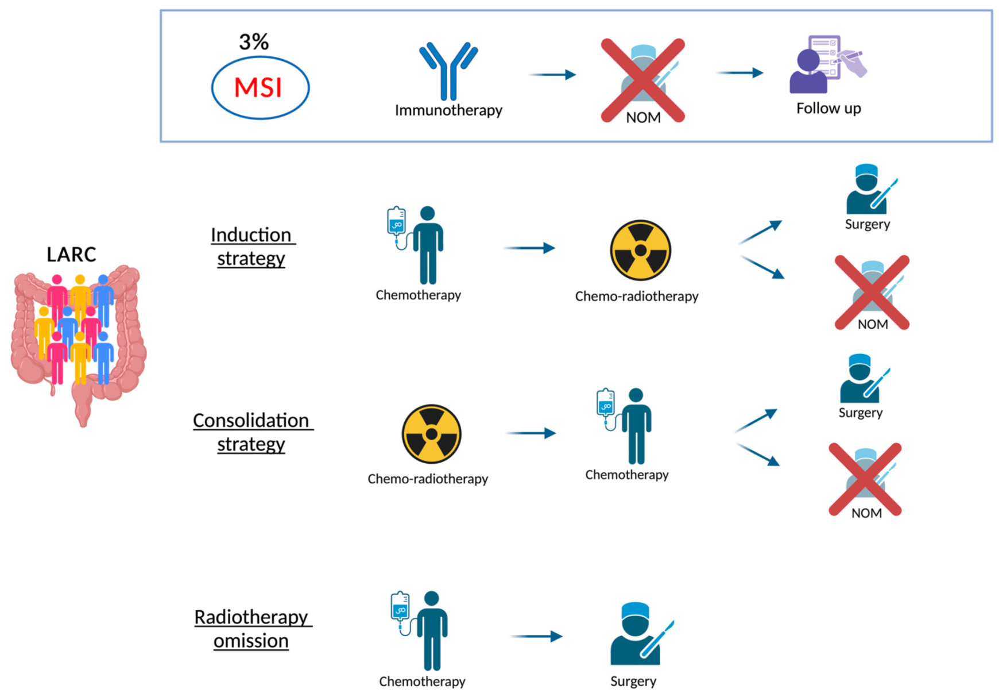 3%
MSI
Immunotherapy
NOM
Follow up
LARC
Induction
strategy
Chemotherapy
Chemo-radiotherapy
Surgery
NOM
Consolidation
strategy
Chemo-radiotherapy
Chemotherapy
Surgery
NOM
Radiotherapy
omission
Chemotherapy
Surgery